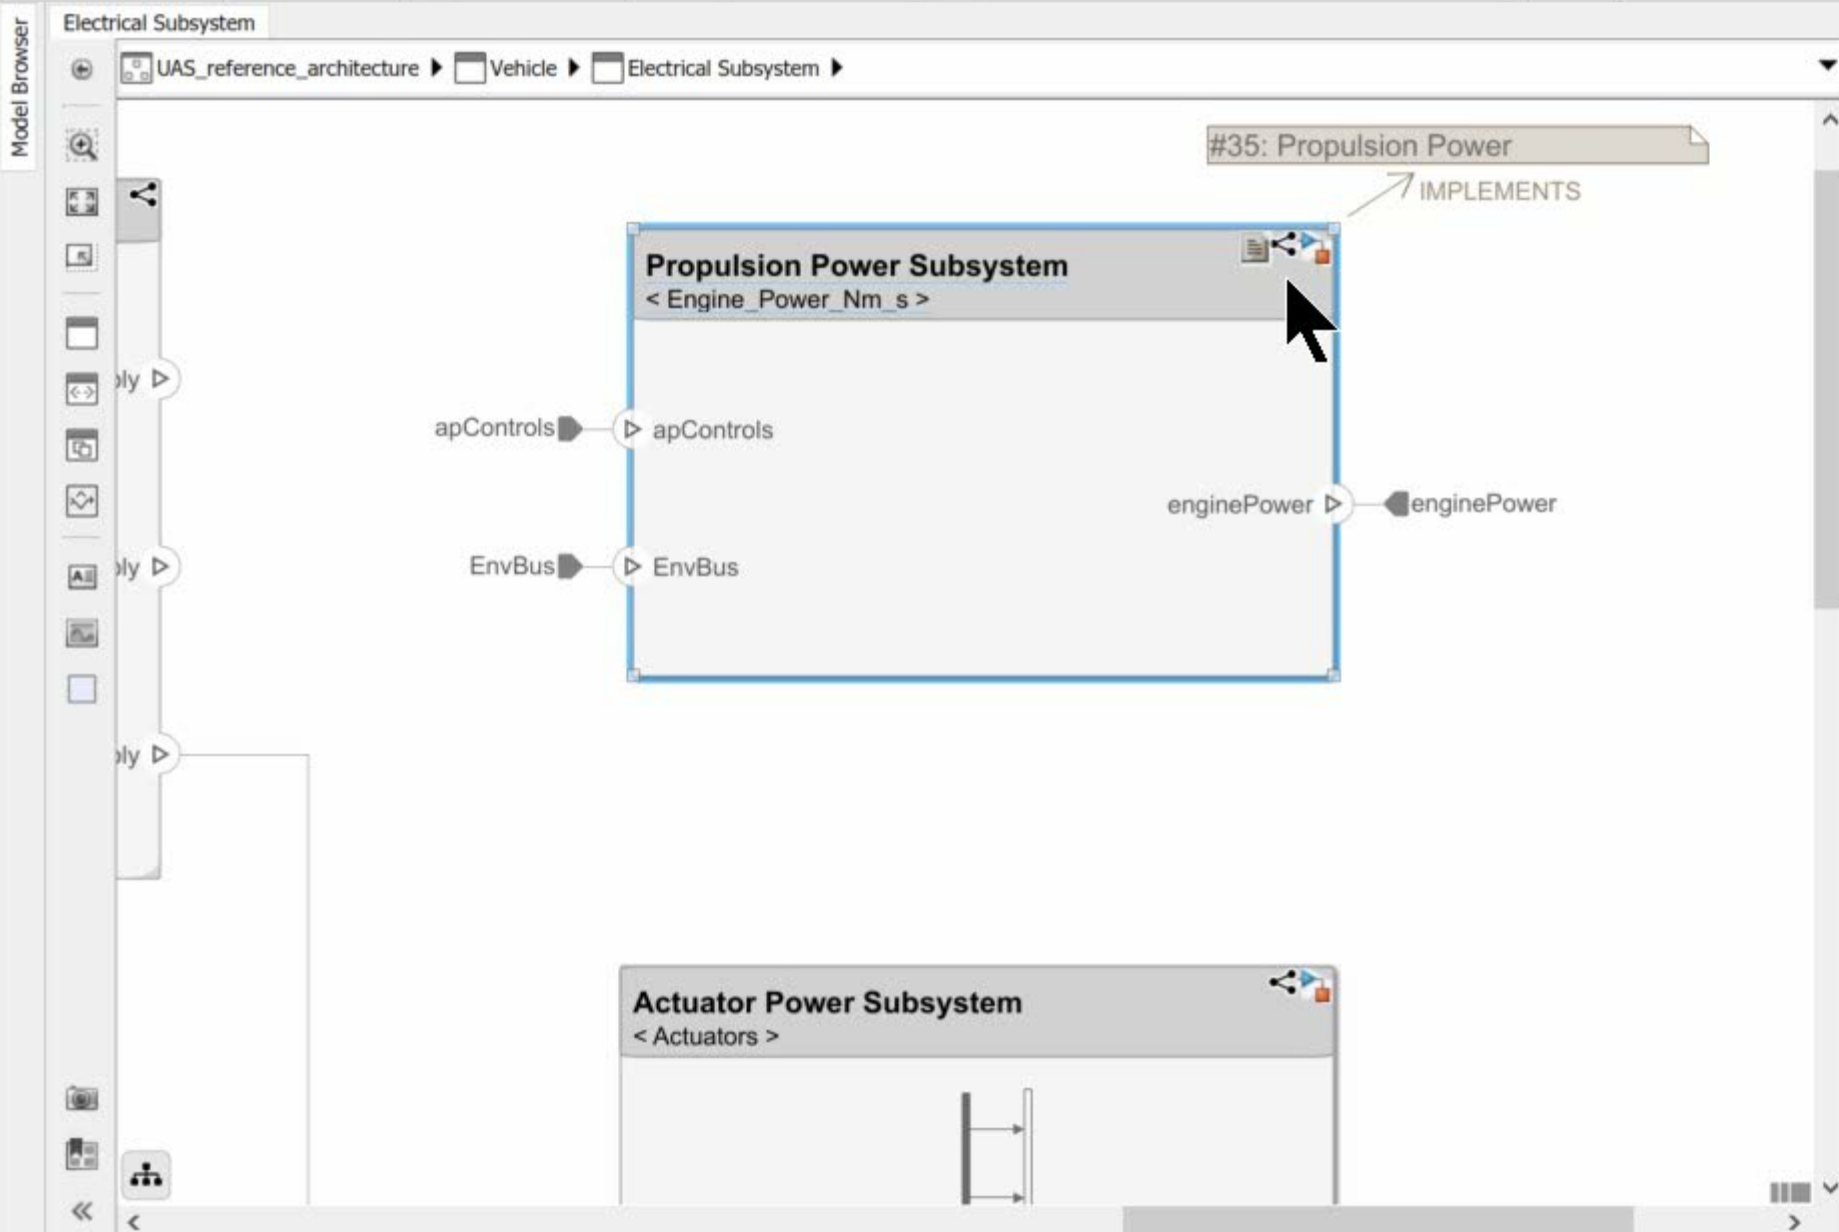 Model Browser
Electrical Subsystem
UAS_reference_architecture Vehicle Electrical Subsystem
#35: Propulsion Power
IMPLEMENTS
Propulsion Power Subsystem
< Engine_Power_Nm_s >
apControls apControls
enginePower enginePower
EnvBus EnvBus
Actuator Power Subsystem
< Actuators >